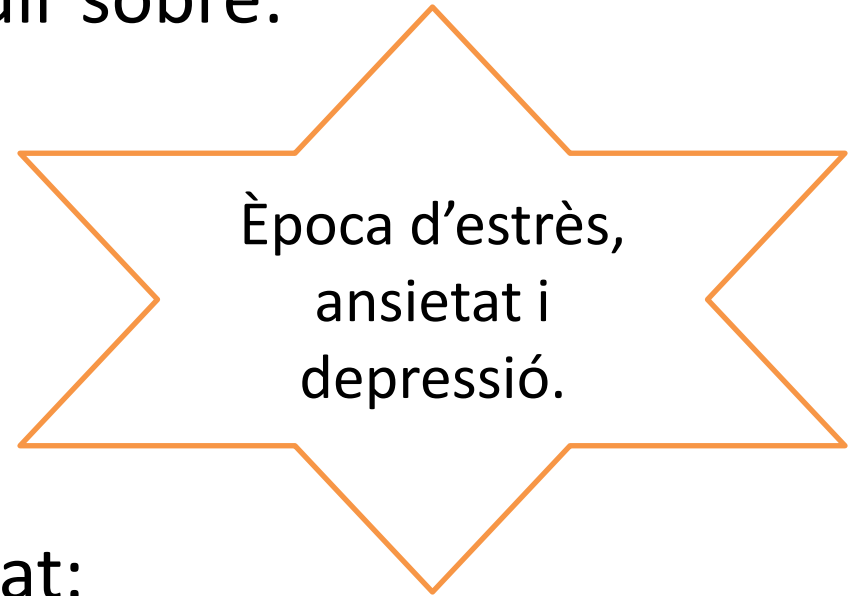 sobre:
Època d’estrès,
ansietat i
depressió.
at: